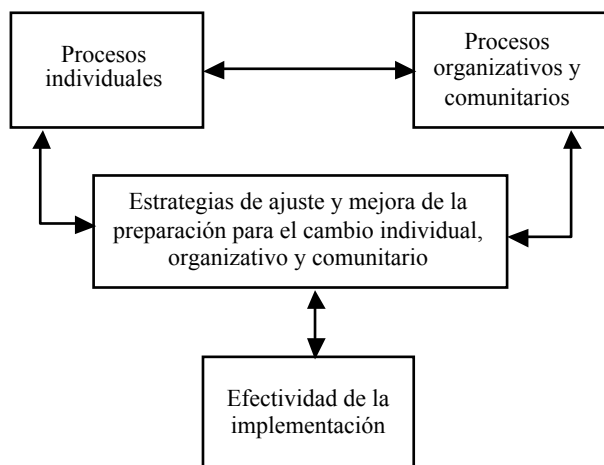 Procesos
individuales
Procesos
organizativos y
comunitarios
Estrategias de ajuste y mejora de la
preparación para el cambio individual,
organizativo y comunitario
Efectividad de la
implementación